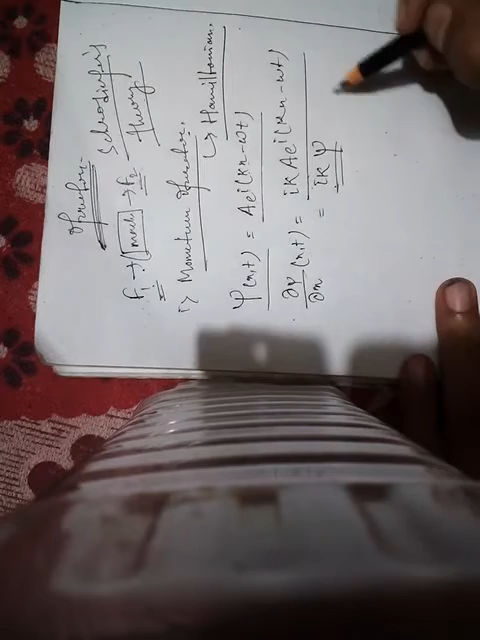 Operator.
Schrodinger's theory.
F₁ → [mach] → F₂
i> Momentum operator.
↳ Hamiltonian.
Ψ(x,t) = Ae^i(kx-ωt)
∂Ψ/∂x (x,t) = ikAe^i(kx-ωt)
= ikΨ